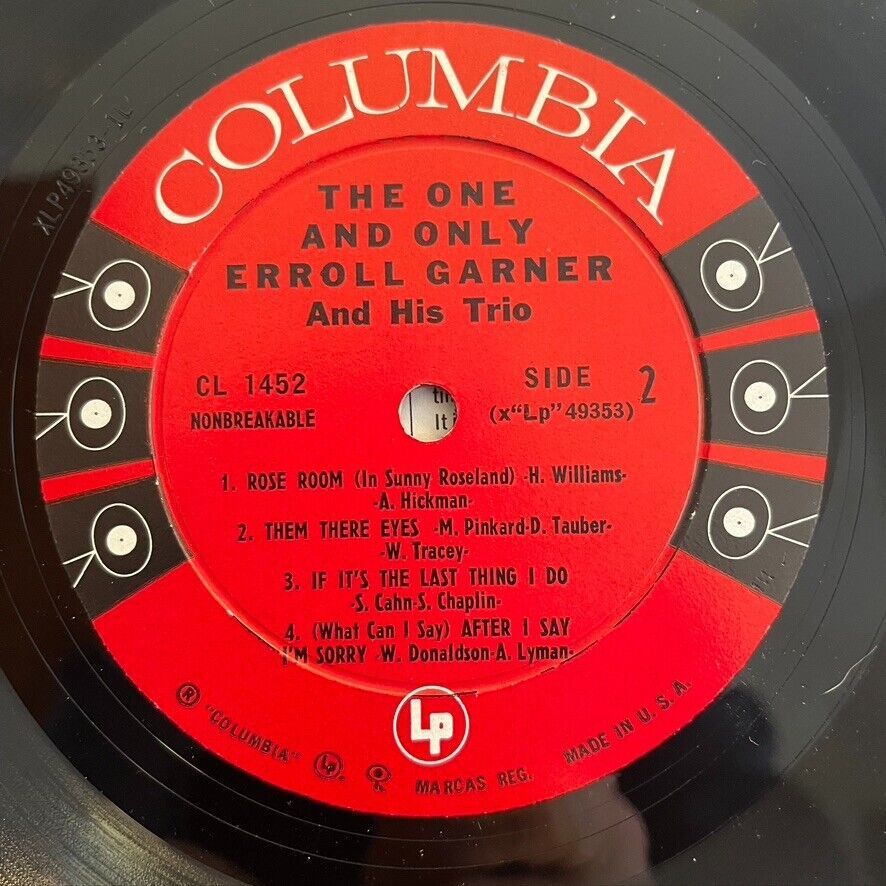 COLUMBIA
THE ONE
AND ONLY
ERROLL GARNER
And His Trio
CL 1452
NONBREAKABLE
SIDE 2
(x"Lp" 49353)
1. ROSE ROOM (In Sunny Roseland) -H. Williams-
-A. Hickman-
2. THEM THERE EYES -M. Pinkard-D. Tauber-
-W. Tracey-
3. IF IT'S THE LAST THING I DO
-S. Cahn-S. Chaplin-
4. (What Can I Say) AFTER I SAY
I'M SORRY -W. Donaldson-A. Lyman-
Lp
® "COLUMBIA" Lp. MARCAS REG. MADE IN U. S. A.
It